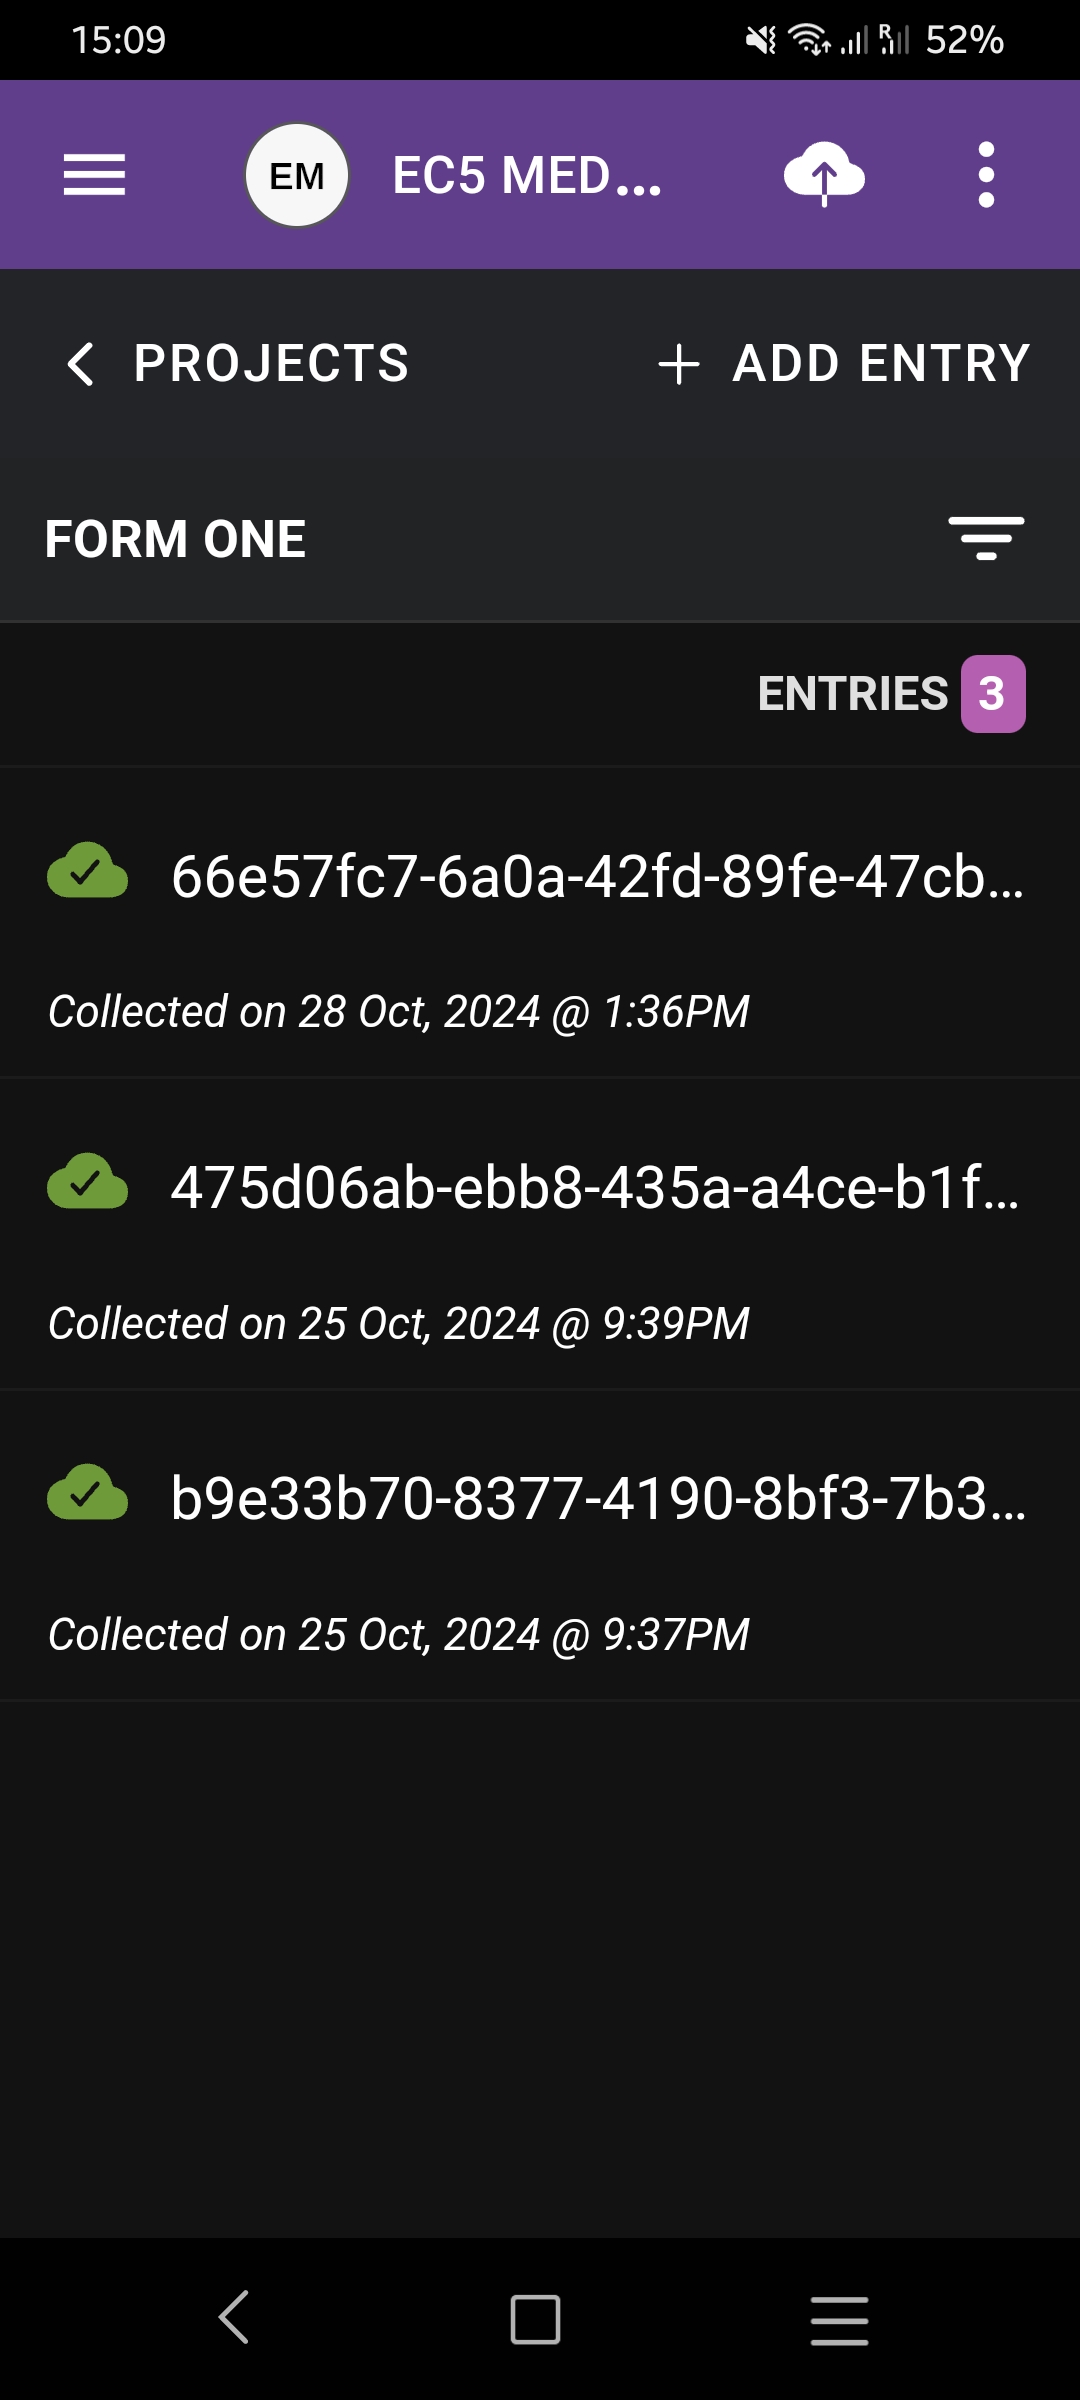 15:09
R
52%
EM
EC5 MED...
PROJECTS
ADD ENTRY
FORM ONE
ENTRIES 3
66e57fc7-6a0a-42fd-89fe-47cb...
Collected on 28 Oct, 2024 @ 1:36PM
475d06ab-ebb8-435a-a4ce-b1f...
Collected on 25 Oct, 2024 @ 9:39PM
b9e33b70-8377-4190-8bf3-7b3...
Collected on 25 Oct, 2024 @ 9:37PM